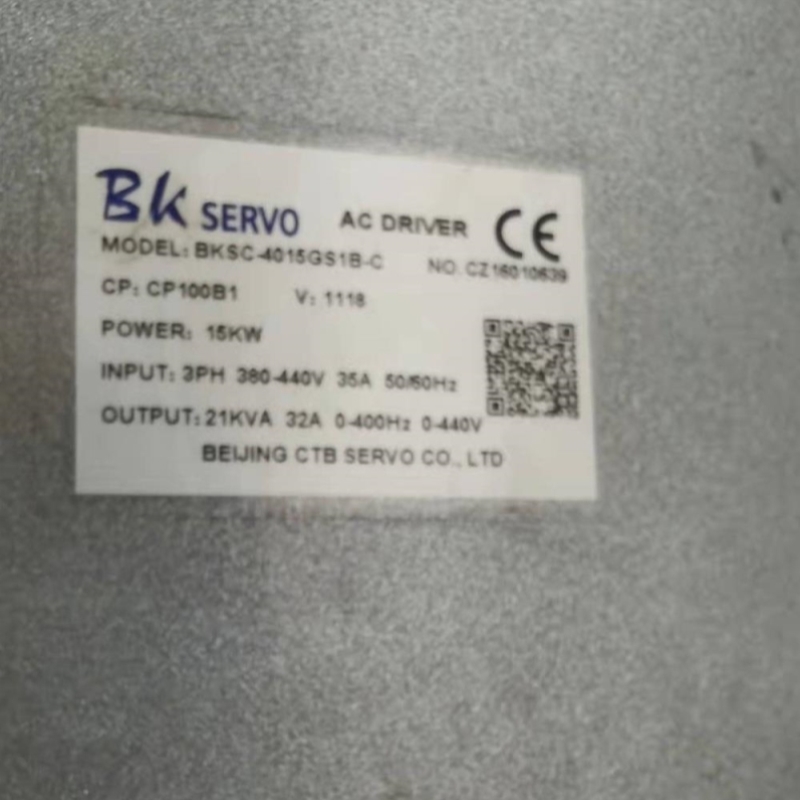 BK SERVO AC DRIVER CE
MODEL: BKSC-4015GS1B-C NO. CZ16010639
CP: CP100B1 V: 1118
POWER: 15KW
INPUT: 3PH 380-440V 35A 50/60Hz
OUTPUT: 21KVA 32A 0-400Hz 0-440V
BEIJING CTB SERVO CO., LTD